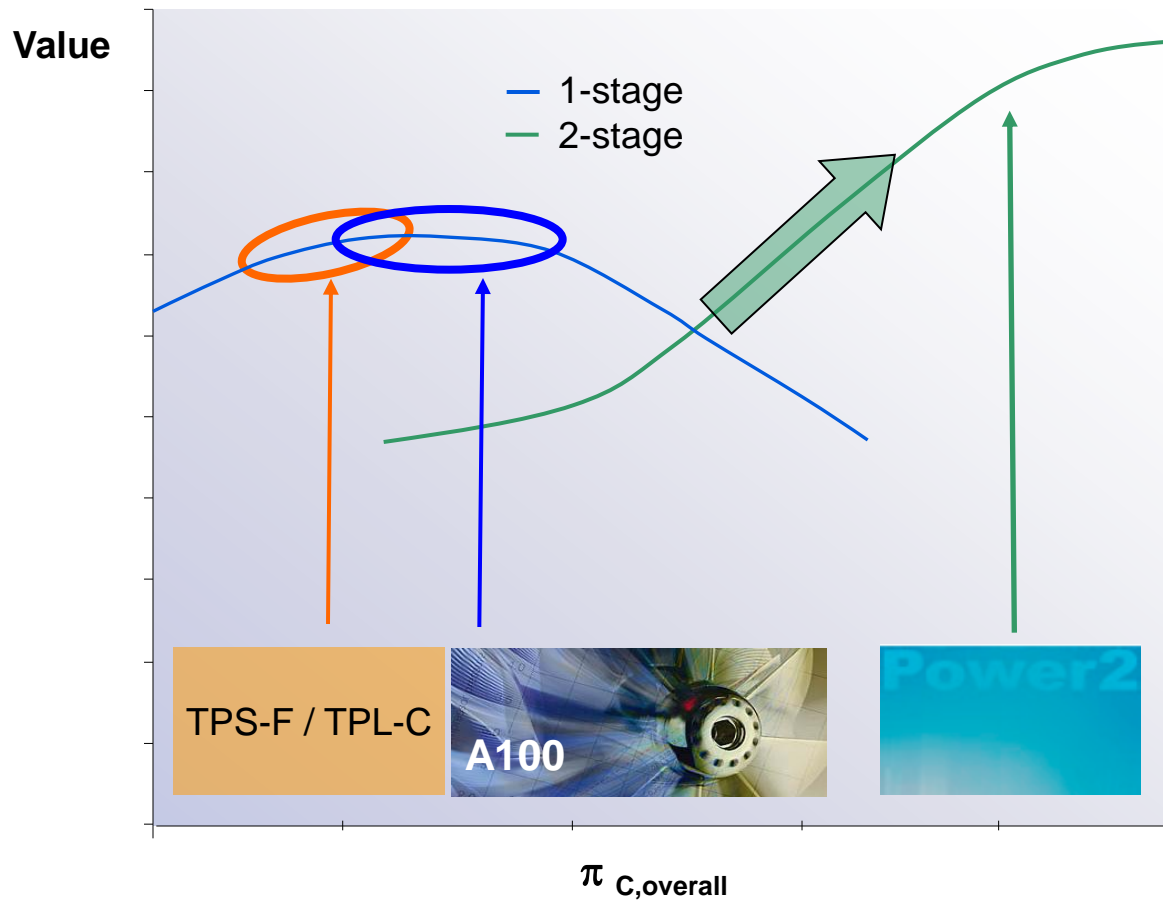 Value
1-stage
2-stage
TPS-F / TPL-C
A100
Power2
π C,overall